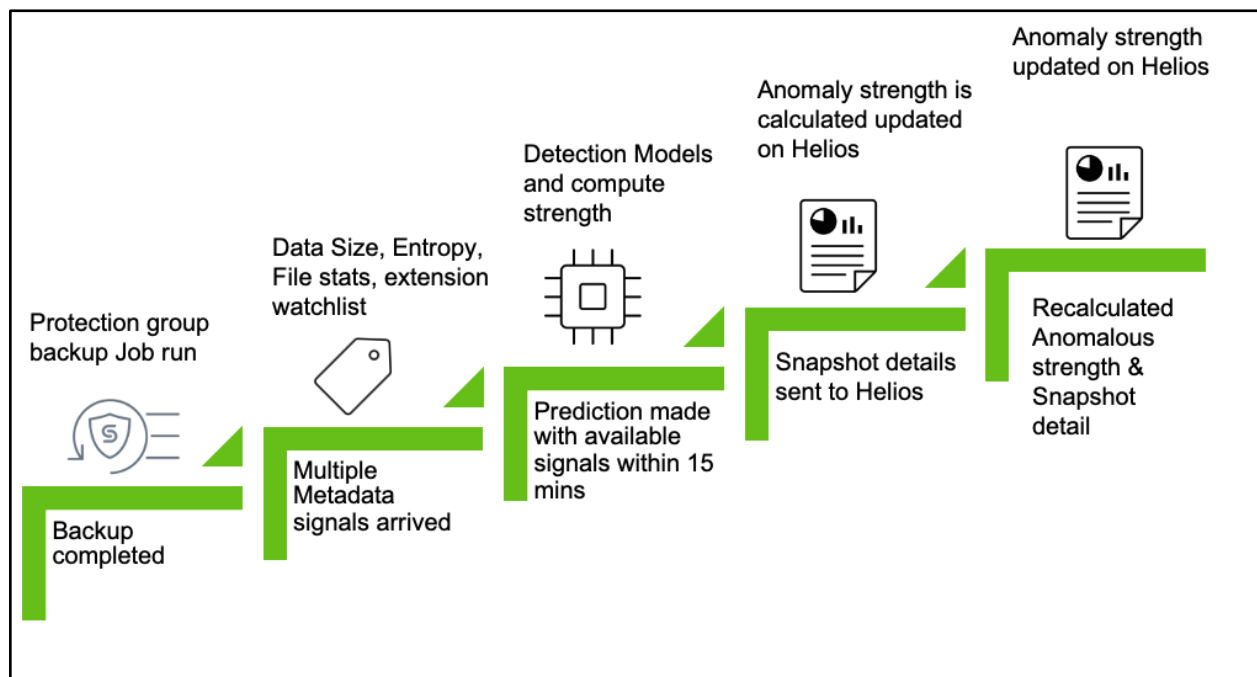 Protection group
backup Job run
Backup
completed
Data Size, Entropy,
File stats, extension
watchlist
Multiple
Metadata
signals arrived
Detection Models
and compute
strength
Prediction made
with available
signals within 15
mins
Anomaly strength is
calculated updated
on Helios
Snapshot details
sent to Helios
Anomaly strength
updated on Helios
Recalculated
Anomalous
strength &
Snapshot
detail
S